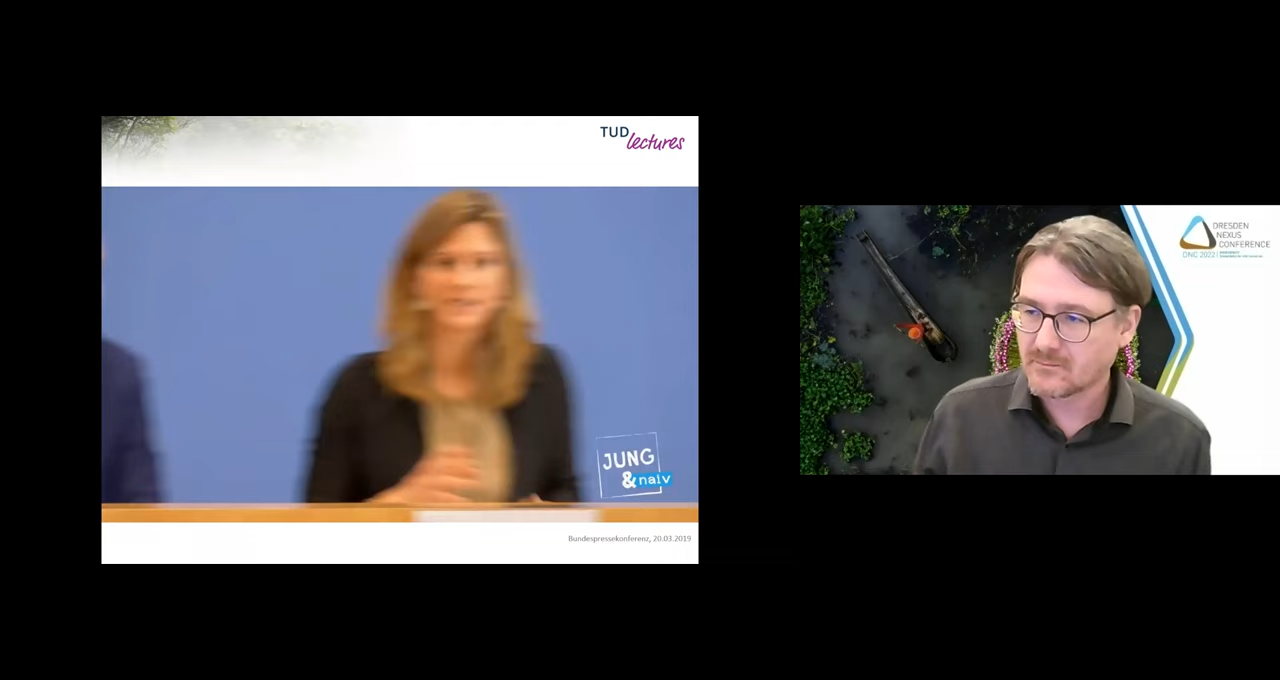 TUD
lectures
JUNG
& naiv
Bundespressekonferenz, 20.03.2019
DRESDEN
NEXUS
CONFERENCE
DNC 2022